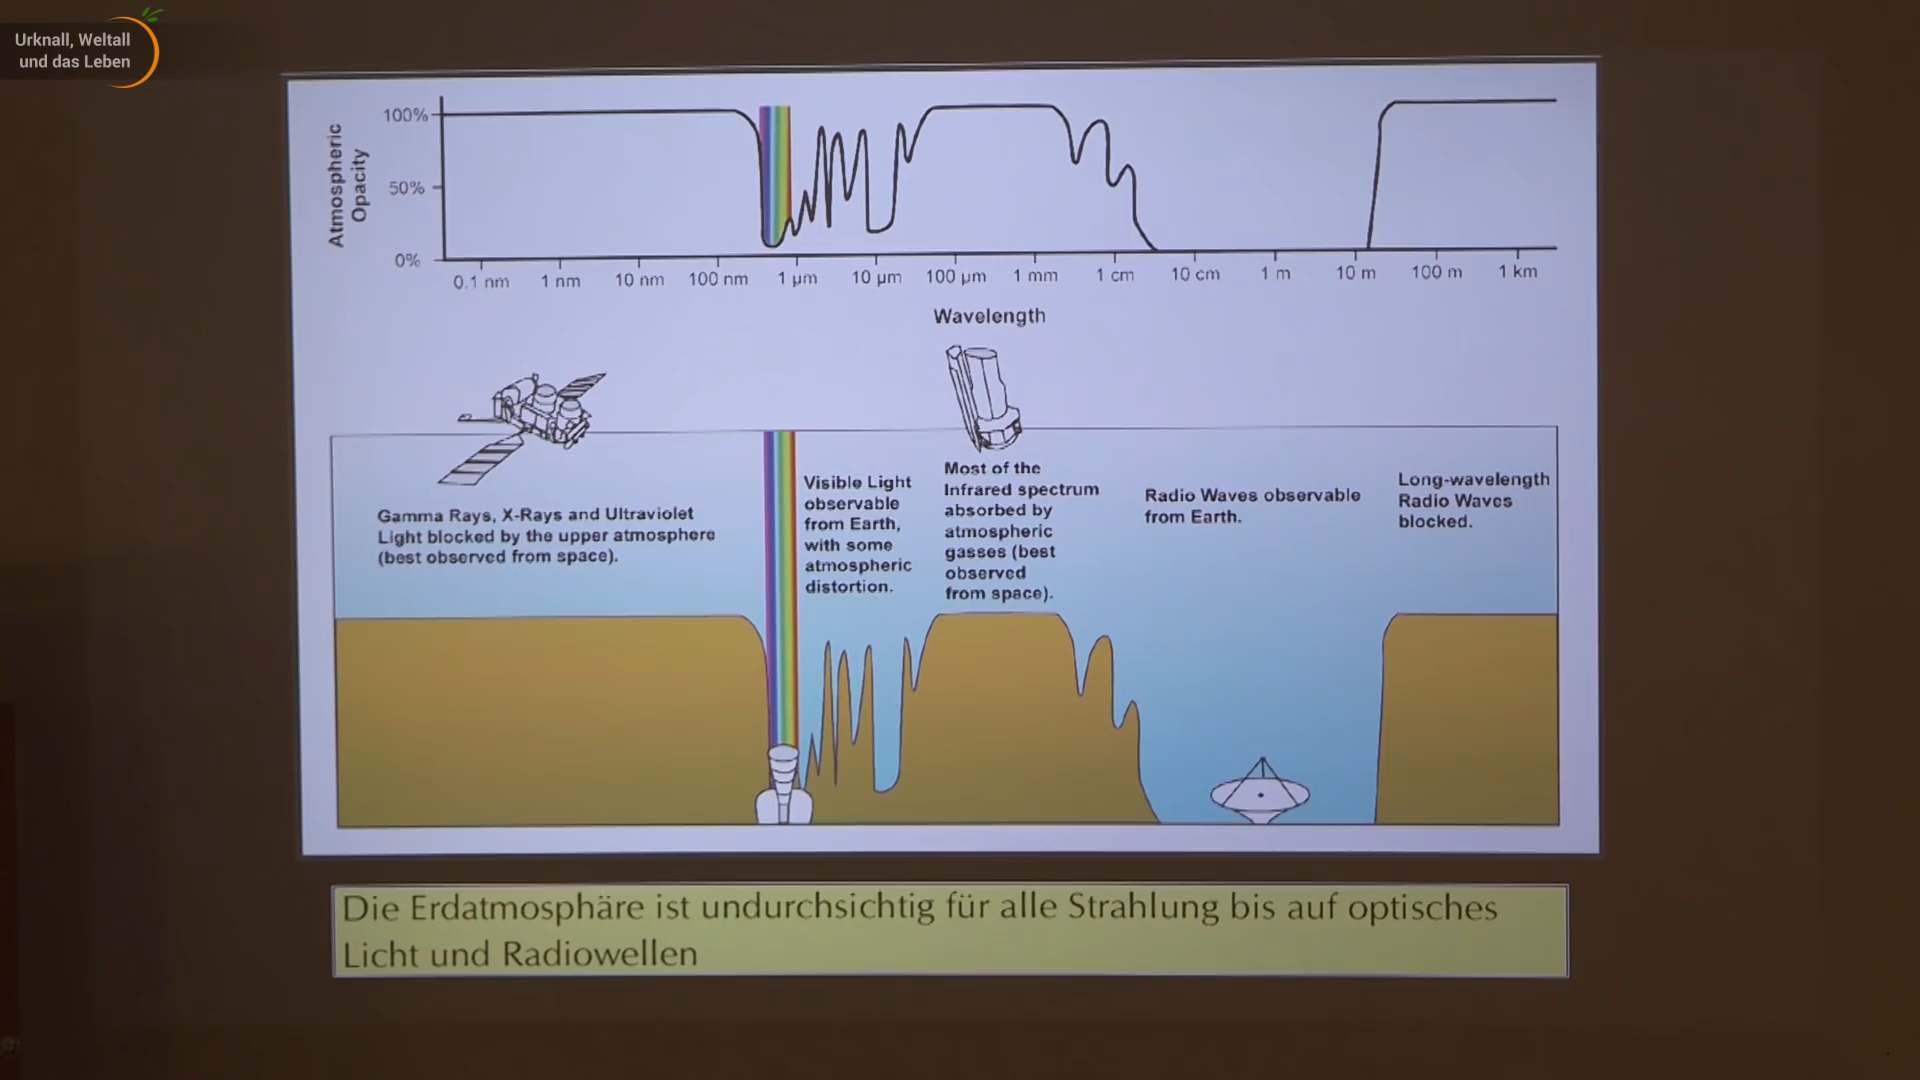 Urknall, Weltall
und das Leben
Atmospheric
Opacity
100%
50%
0%
0.1 nm 1 nm 10 nm 100 nm 1 µm 10 µm 100 µm 1 mm 1 cm 10 cm 1 m 10 m 100 m 1 km
Wavelength
Gamma Rays, X-Rays and Ultraviolet
Light blocked by the upper atmosphere
(best observed from space).
Visible Light
observable
from Earth,
with some
atmospheric
distortion.
Most of the
Infrared spectrum
absorbed by
atmospheric
gasses (best
observed
from space).
Radio Waves observable
from Earth.
Long-wavelength
Radio Waves
blocked.
Die Erdatmosphäre ist undurchsichtig für alle Strahlung bis auf optisches
Licht und Radiowellen